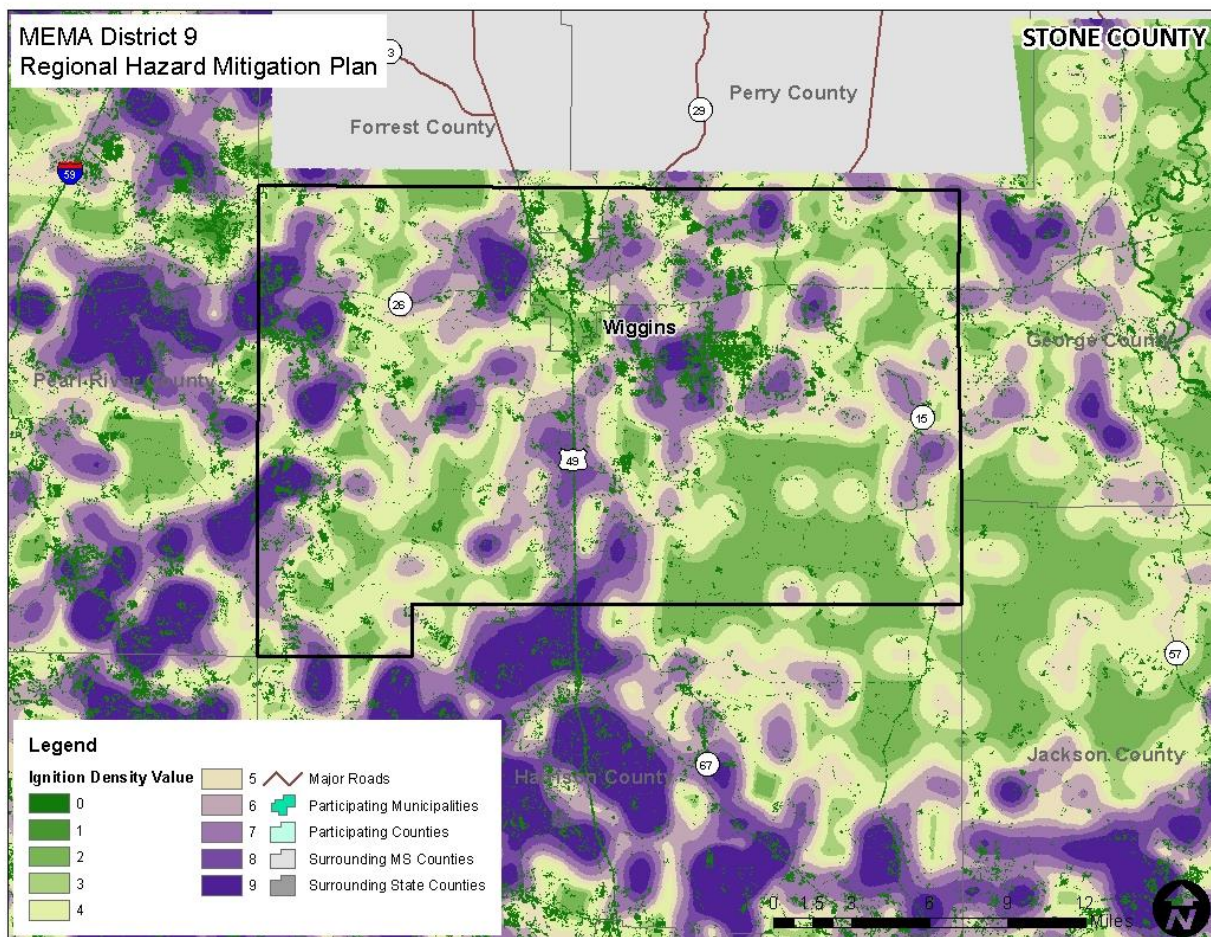 MEMA District 9
Regional Hazard Mitigation Plan
STONE COUNTY
3
29
Perry County
Forrest County
59
26
Wiggins
George County
Pearl River County
15
49
57
Jackson County
67
Harrison County
Legend
Ignition Density Value
0
1
2
3
4
5
6
7
8
9
Major Roads
Participating Municipalities
Participating Counties
Surrounding MS Counties
Surrounding State Counties
0 1.5 3 6 9 12
Miles
N